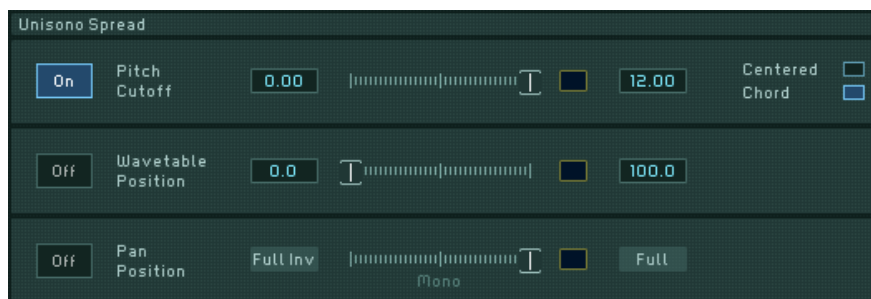 Unisono Spread
On
Pitch
Cutoff
0.00
12.00
Centered
Chord
Off
Wavetable
Position
0.0
100.0
Off
Pan
Position
Full Inv
Mono
Full